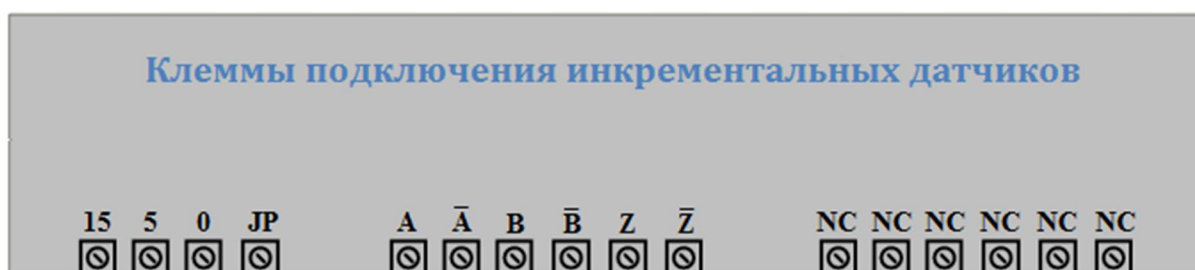 Клеммы подключения инкрементальных датчиков
15 5 0 JP A A̅ B B̅ Z Z̅ NC NC NC NC NC NC